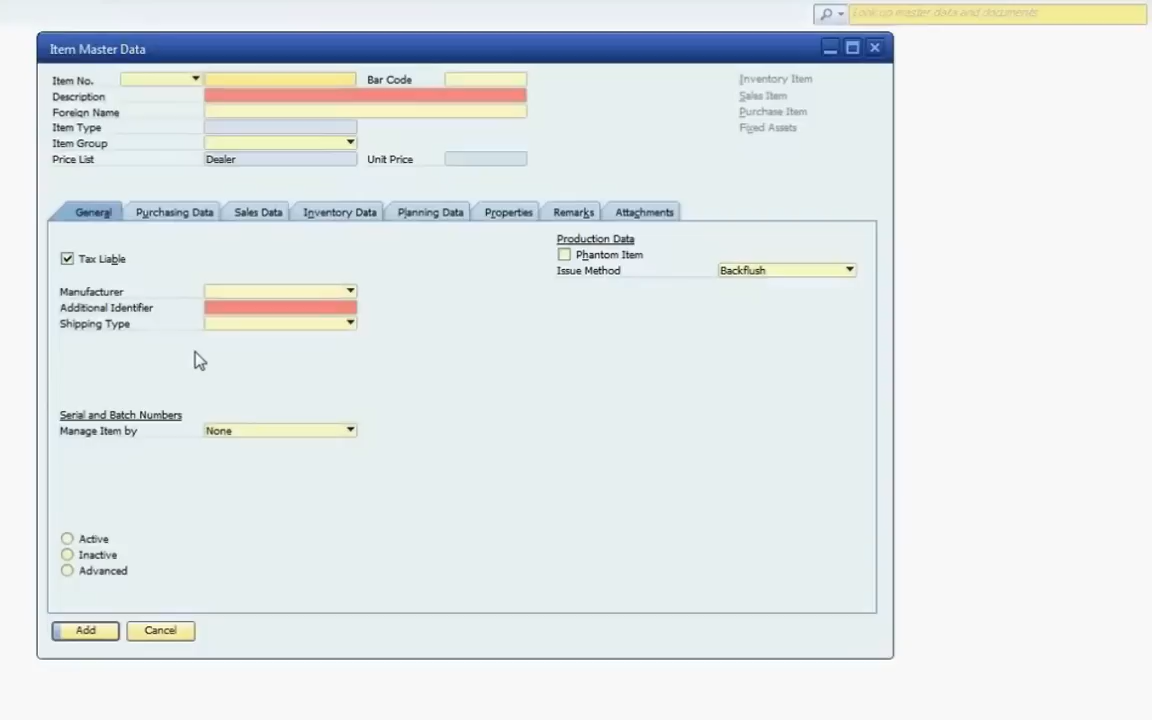 Look up master data and documents
Item Master Data
Item No.
Bar Code
Inventory Item
Description
Sales Item
Foreign Name
Purchase Item
Item Type
Fixed Assets
Item Group
Price List
Dealer
Unit Price
General
Purchasing Data
Sales Data
Inventory Data
Planning Data
Properties
Remarks
Attachments
Production Data
Tax Liable
Phantom Item
Issue Method
Backflush
Manufacturer
Additional Identifier
Shipping Type
Serial and Batch Numbers
Manage Item by
None
Active
Inactive
Advanced
Add
Cancel